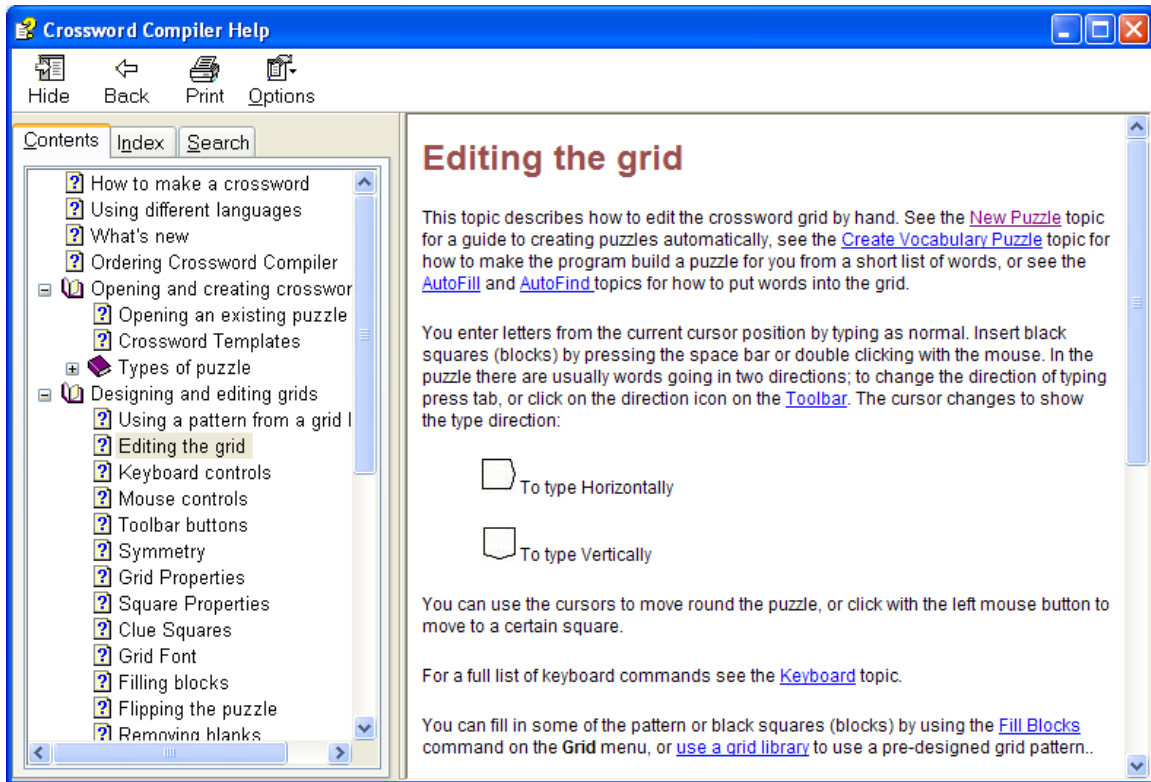 Crossword Compiler Help
Hide Back Print Options
Contents Index Search
How to make a crossword
Using different languages
What's new
Ordering Crossword Compiler
Opening and creating crosswor
Opening an existing puzzle
Crossword Templates
Types of puzzle
Designing and editing grids
Using a pattern from a grid l
Editing the grid
Keyboard controls
Mouse controls
Toolbar buttons
Symmetry
Grid Properties
Square Properties
Clue Squares
Grid Font
Filling blocks
Flipping the puzzle
Removing blanks
Editing the grid
This topic describes how to edit the crossword grid by hand. See the New Puzzle topic
for a guide to creating puzzles automatically, see the Create Vocabulary Puzzle topic for
how to make the program build a puzzle for you from a short list of words, or see the
AutoFill and AutoFind topics for how to put words into the grid.
You enter letters from the current cursor position by typing as normal. Insert black
squares (blocks) by pressing the space bar or double clicking with the mouse. In the
puzzle there are usually words going in two directions; to change the direction of typing
press tab, or click on the direction icon on the Toolbar. The cursor changes to show
the type direction:
To type Horizontally
To type Vertically
You can use the cursors to move round the puzzle, or click with the left mouse button to
move to a certain square.
For a full list of keyboard commands see the Keyboard topic.
You can fill in some of the pattern or black squares (blocks) by using the Fill Blocks
command on the Grid menu, or use a grid library to use a pre-designed grid pattern..